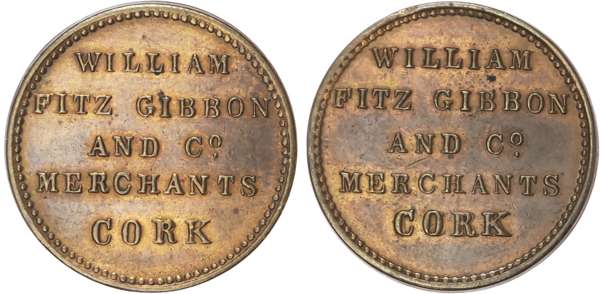 WILLIAM
FITZ GIBBON
AND Cº
MERCHANTS
CORK
WILLIAM
FITZ GIBBON
AND Cº
MERCHANTS
CORK